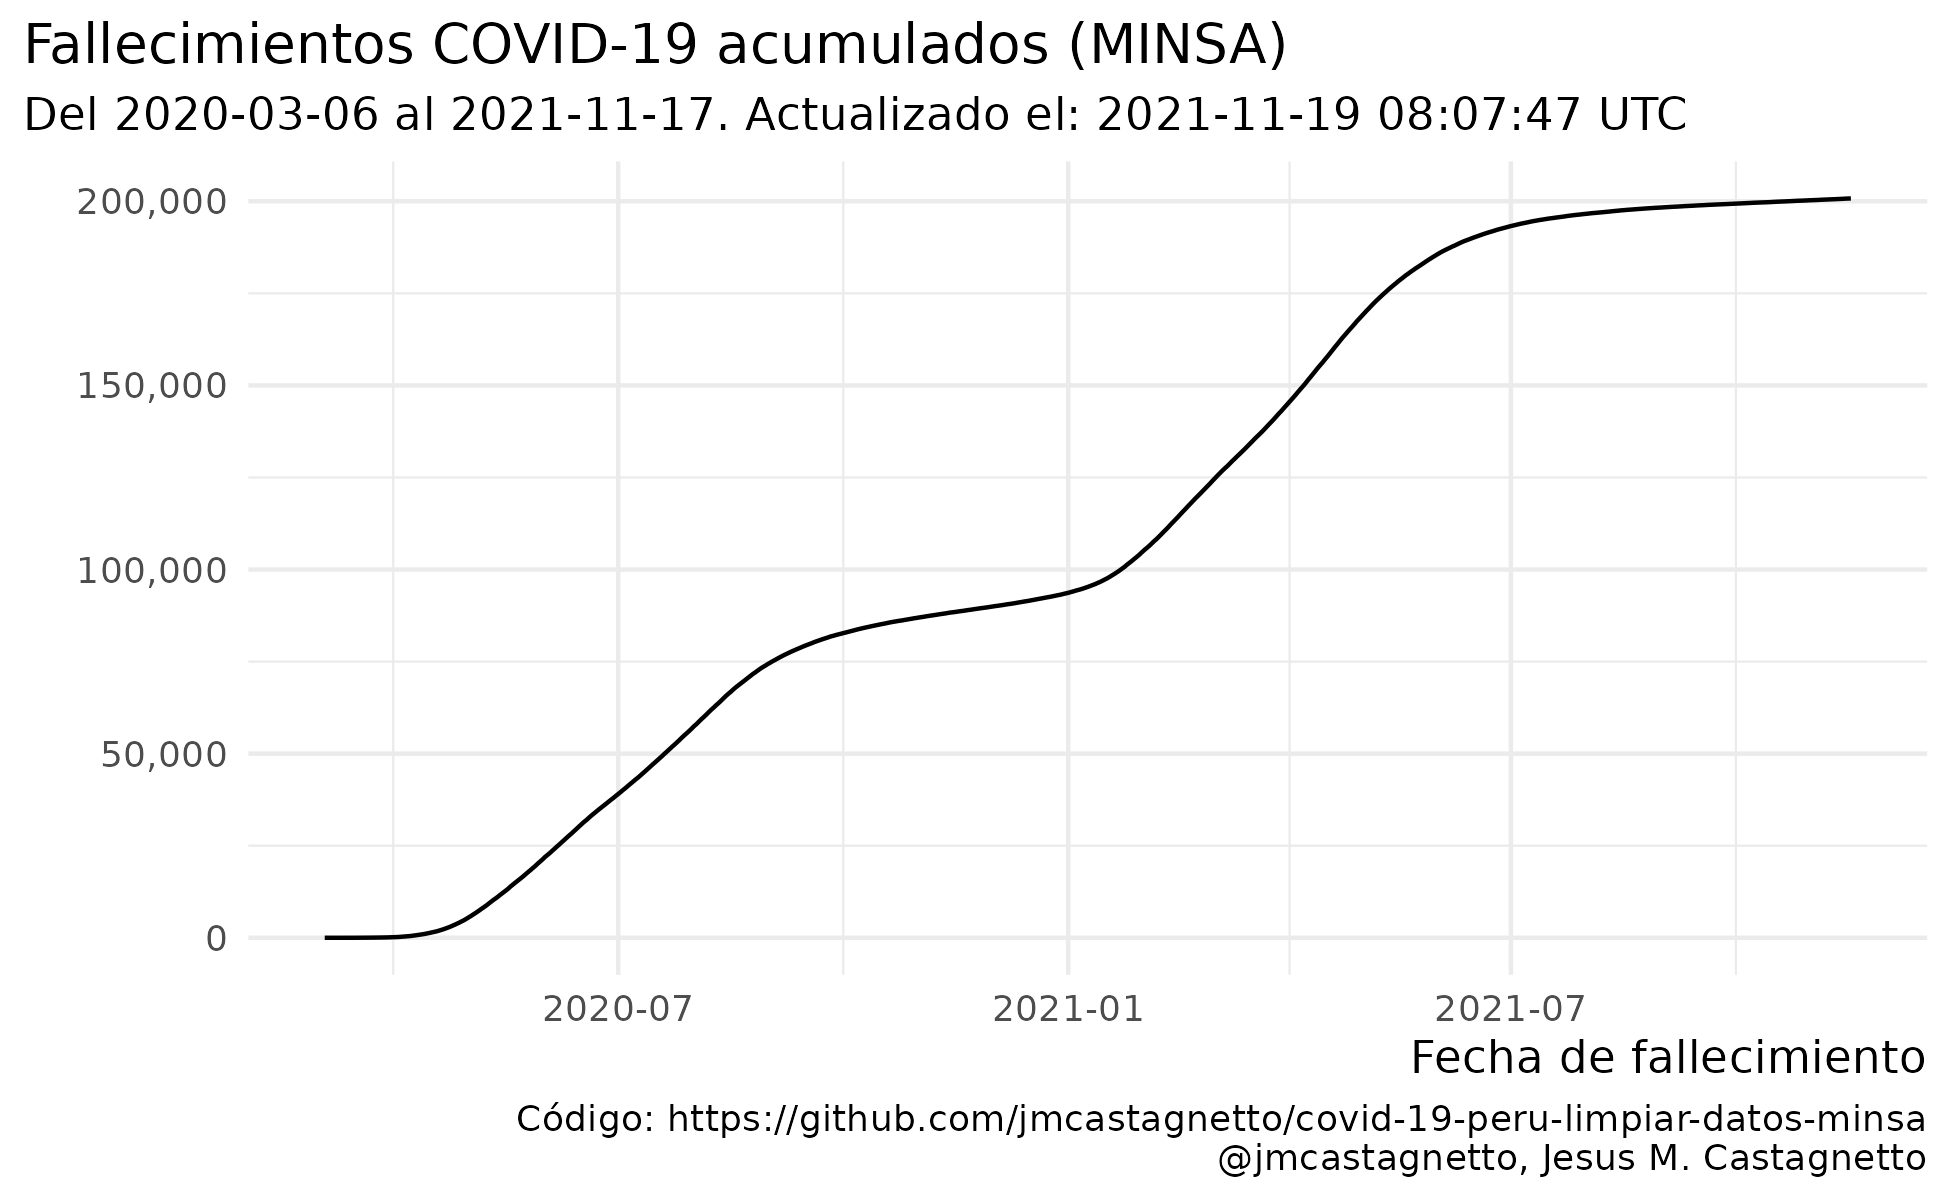 Fallecimientos COVID-19 acumulados (MINSA)
Del 2020-03-06 al 2021-11-17. Actualizado el: 2021-11-19 08:07:47 UTC
200,000
150,000
100,000
50,000
0
2020-07
2021-01
2021-07
Fecha de fallecimiento
Código: https://github.com/jmcastagnetto/covid-19-peru-limpiar-datos-minsa
@jmcastagnetto, Jesus M. Castagnetto